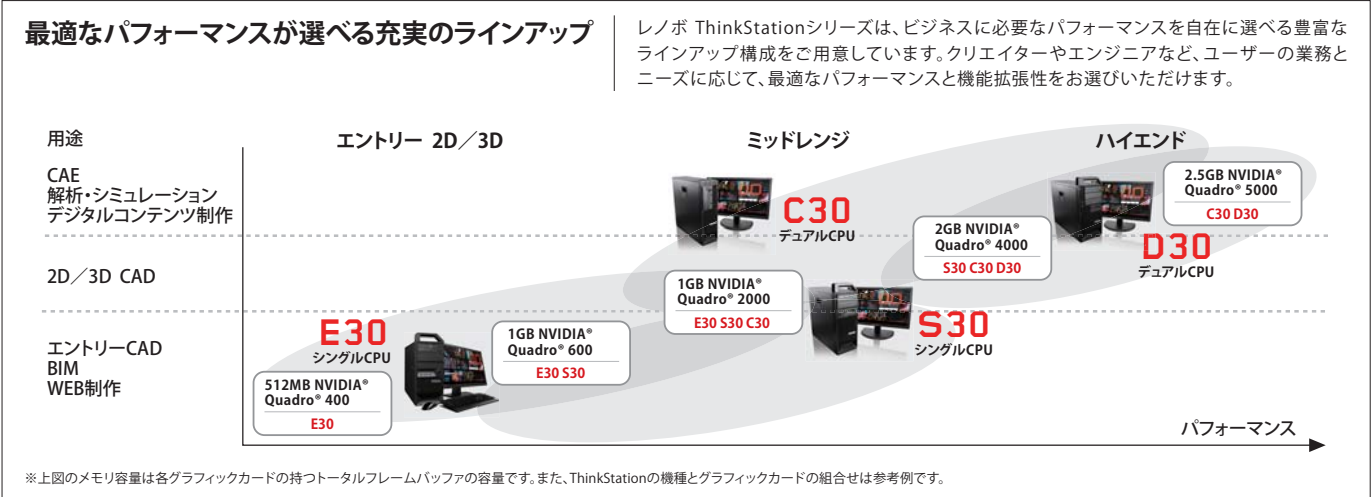 最適なパフォーマンスが選べる充実のラインアップ
レノボ ThinkStationシリーズは、ビジネスに必要なパフォーマンスを自在に選べる豊富な
ラインアップ構成をご用意しています。クリエイターやエンジニアなど、ユーザーの業務と
ニーズに応じて、最適なパフォーマンスと機能拡張性をお選びいただけます。
用途
エントリー 2D／3D
ミッドレンジ
ハイエンド
CAE
解析・シミュレーション
デジタルコンテンツ制作
C30
デュアルCPU
2.5GB NVIDIA®
Quadro® 5000
C30 D30
2GB NVIDIA®
Quadro® 4000
S30 C30 D30
D30
デュアルCPU
2D／3D CAD
1GB NVIDIA®
Quadro® 2000
E30 S30 C30
S30
シングルCPU
エントリーCAD
BIM
WEB制作
E30
シングルCPU
1GB NVIDIA®
Quadro® 600
E30 S30
512MB NVIDIA®
Quadro® 400
E30
パフォーマンス
※上図のメモリ容量は各グラフィックカードの持つトータルフレームバッファの容量です。また、ThinkStationの機種とグラフィックカードの組合せは参考例です。